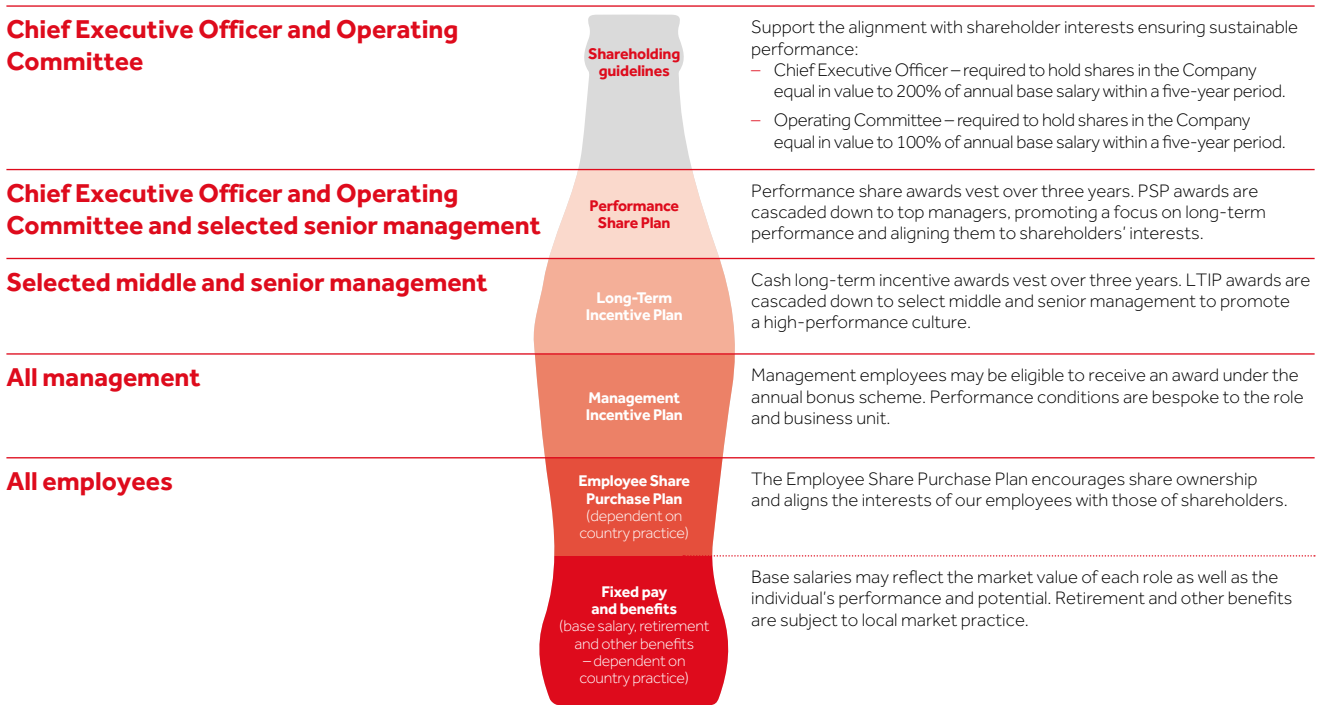 Chief Executive Officer and Operating
Committee
Shareholding
guidelines
Support the alignment with shareholder interests ensuring sustainable
performance:
– Chief Executive Officer – required to hold shares in the Company
equal in value to 200% of annual base salary within a five-year period.
– Operating Committee – required to hold shares in the Company
equal in value to 100% of annual base salary within a five-year period.
Chief Executive Officer and Operating
Committee and selected senior management
Performance
Share Plan
Performance share awards vest over three years. PSP awards are
cascaded down to top managers, promoting a focus on long-term
performance and aligning them to shareholders' interests.
Selected middle and senior management
Long-Term
Incentive Plan
Cash long-term incentive awards vest over three years. LTIP awards are
cascaded down to select middle and senior management to promote
a high-performance culture.
All management
Management
Incentive Plan
Management employees may be eligible to receive an award under the
annual bonus scheme. Performance conditions are bespoke to the role
and business unit.
All employees
Employee Share
Purchase Plan
(dependent on
country practice)
The Employee Share Purchase Plan encourages share ownership
and aligns the interests of our employees with those of shareholders.
Fixed pay
and benefits
(base salary, retirement
and other benefits
– dependent on
country practice)
Base salaries may reflect the market value of each role as well as the
individual's performance and potential. Retirement and other benefits
are subject to local market practice.